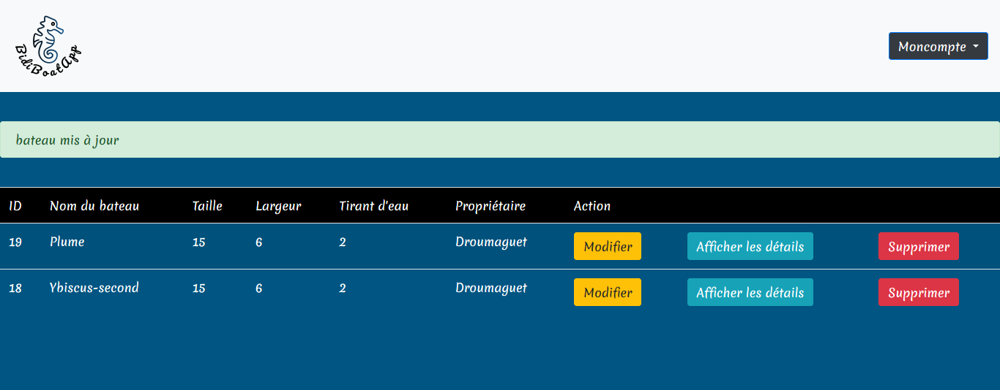 BidiBoatApp
Moncompte
bateau mis à jour
ID Nom du bateau Taille Largeur Tirant d'eau Propriétaire Action
19 Plume 15 6 2 Droumaguet Modifier Afficher les détails Supprimer
18 Ybiscus-second 15 6 2 Droumaguet Modifier Afficher les détails Supprimer